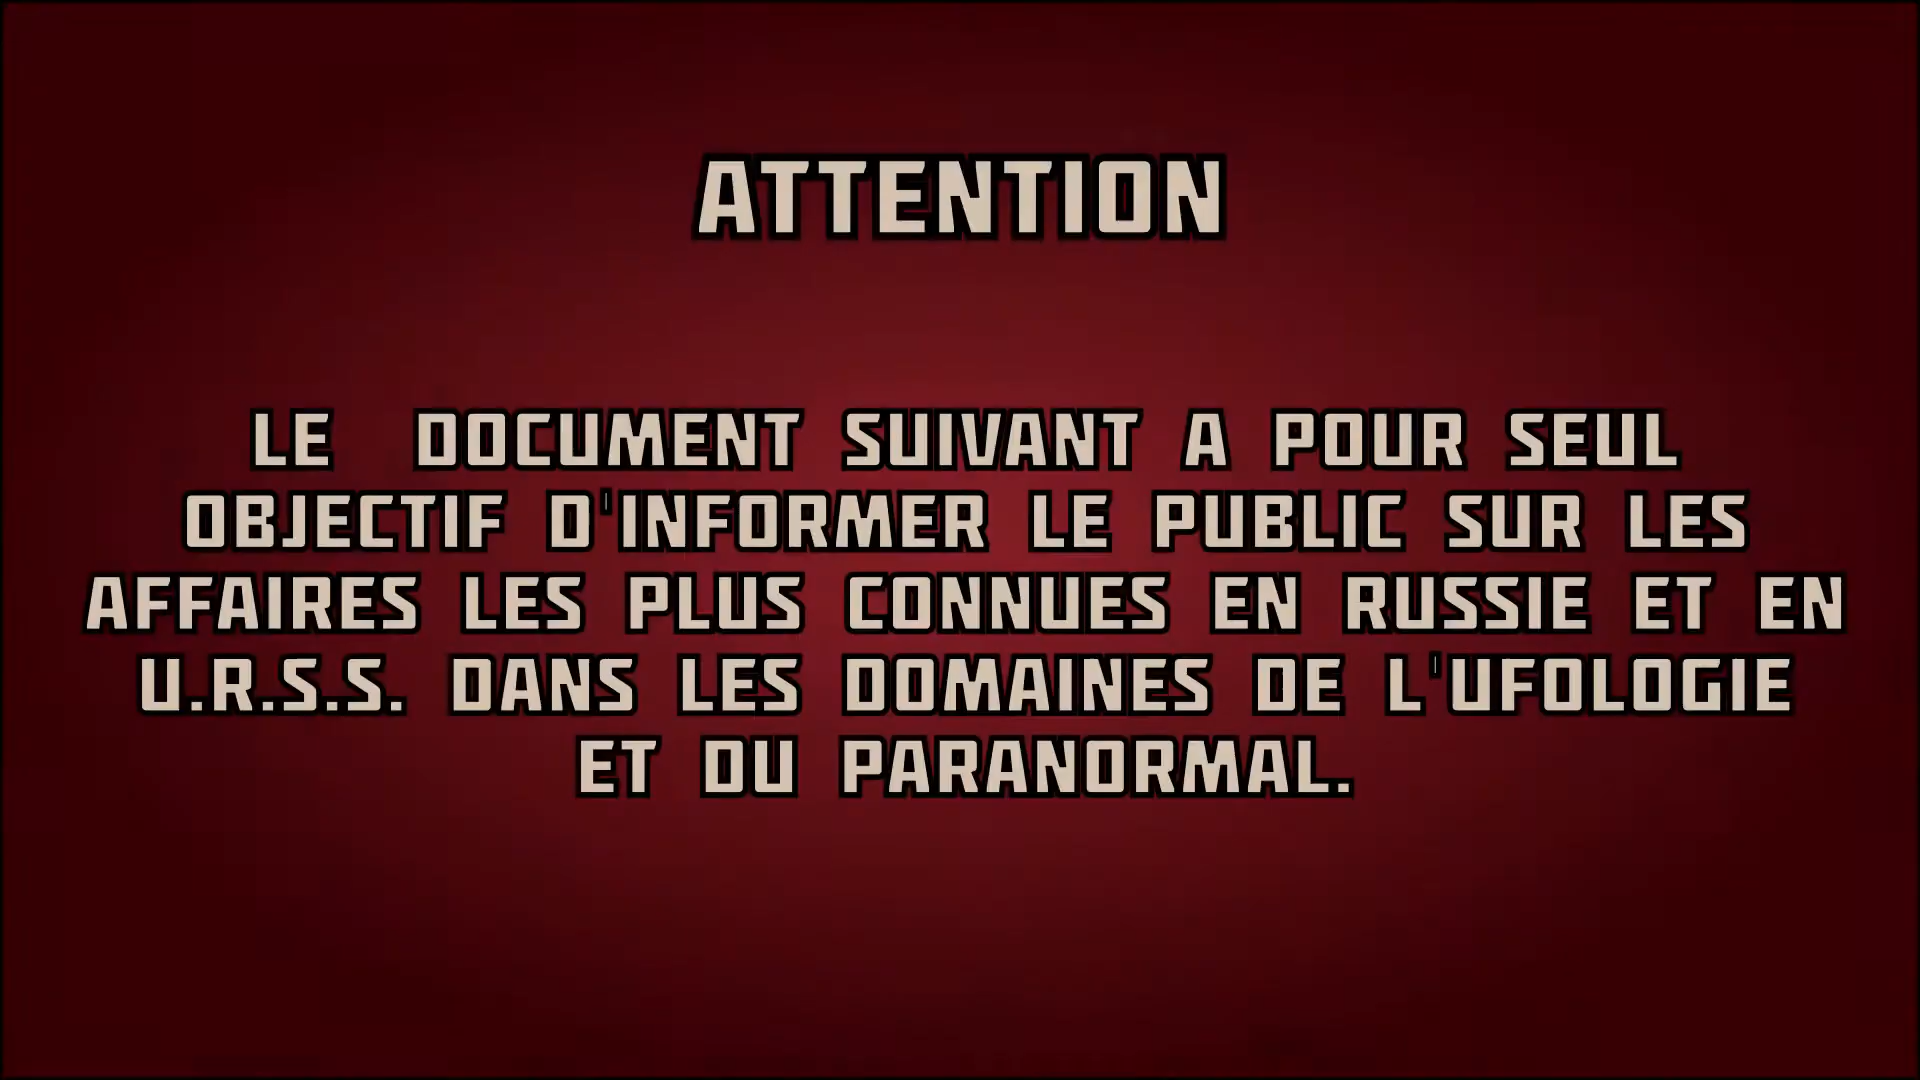 ATTENTION
LE DOCUMENT SUIVANT A POUR SEUL
OBJECTIF D'INFORMER LE PUBLIC SUR LES
AFFAIRES LES PLUS CONNUES EN RUSSIE ET EN
U.R.S.S. DANS LES DOMAINES DE L'UFOLOGIE
ET DU PARANORMAL.